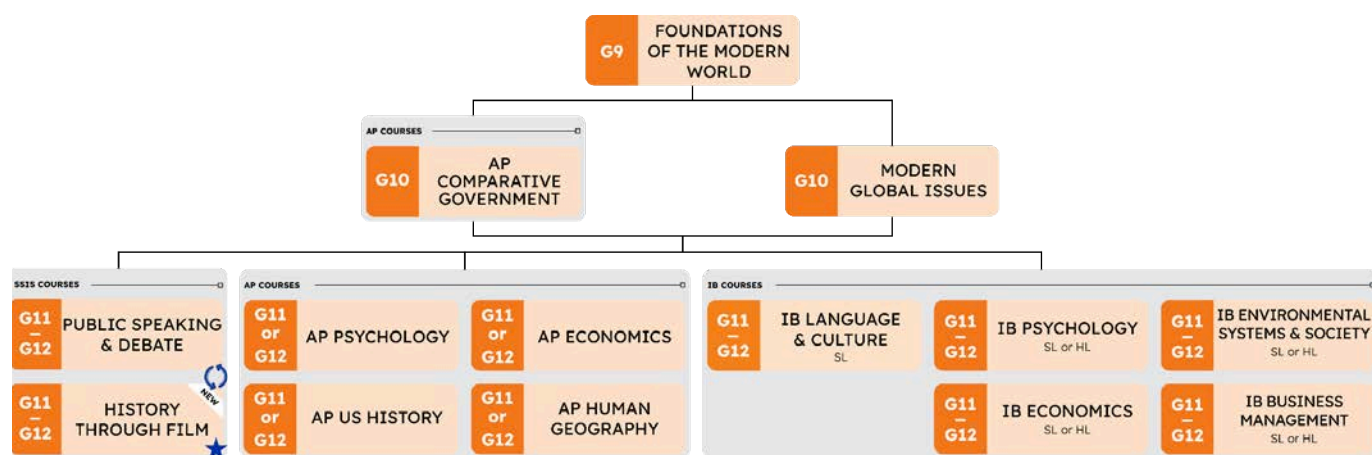 G9
FOUNDATIONS
OF THE MODERN
WORLD
AP COURSES
G10
AP
COMPARATIVE
GOVERNMENT
G10
MODERN
GLOBAL ISSUES
SSIS COURSES
G11
–
G12
PUBLIC SPEAKING
& DEBATE
G11
–
G12
HISTORY
THROUGH FILM
NEW
AP COURSES
G11
or
G12
AP PSYCHOLOGY
G11
or
G12
AP ECONOMICS
G11
or
G12
AP US HISTORY
G11
or
G12
AP HUMAN
GEOGRAPHY
IB COURSES
G11
–
G12
IB LANGUAGE
& CULTURE
SL
G11
–
G12
IB PSYCHOLOGY
SL or HL
G11
–
G12
IB ENVIRONMENTAL
SYSTEMS & SOCIETY
SL or HL
G11
–
G12
IB ECONOMICS
SL or HL
G11
–
G12
IB BUSINESS
MANAGEMENT
SL or HL